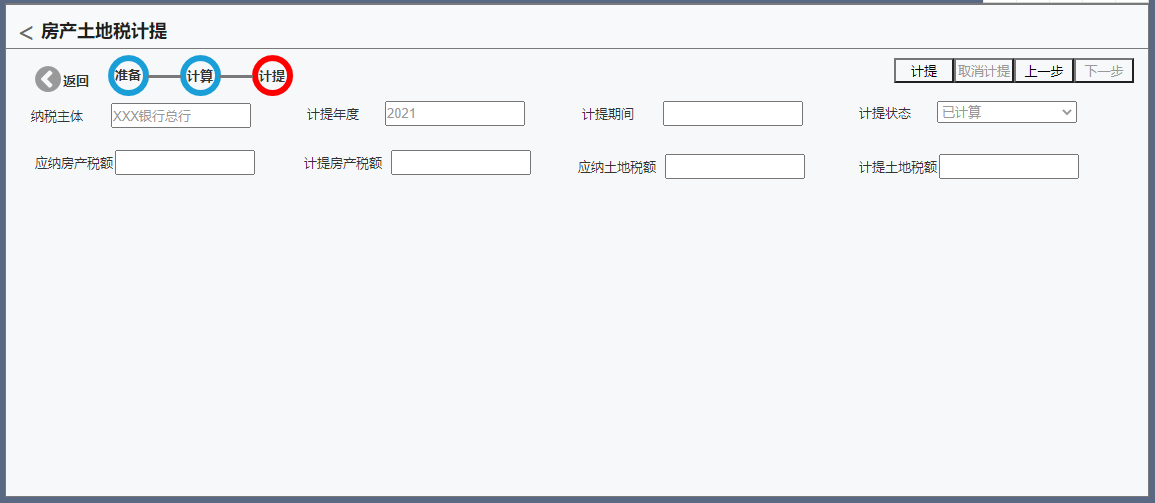 < 房产土地税计提
返回 准备 计算 计提 计提 取消计提 上一步 下一步
纳税主体 XXX银行总行 计提年度 2021 计提期间 计提状态 已计算
应纳房产税额 计提房产税额 应纳土地税额 计提土地税额